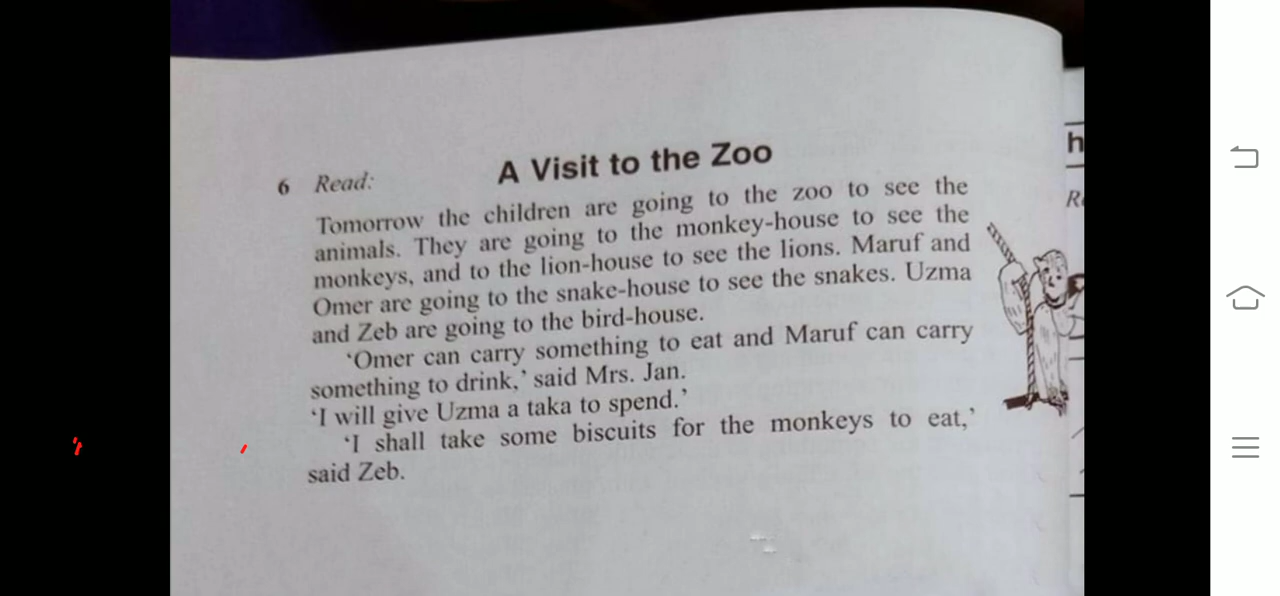 A Visit to the Zoo
6 Read:
Tomorrow the children are going to the zoo to see the
animals. They are going to the monkey-house to see the
monkeys, and to the lion-house to see the lions. Maruf and
Omer are going to the snake-house to see the snakes. Uzma
and Zeb are going to the bird-house.
‘Omer can carry something to eat and Maruf can carry
something to drink,’ said Mrs. Jan.
‘I will give Uzma a taka to spend.’
‘I shall take some biscuits for the monkeys to eat,’
said Zeb.